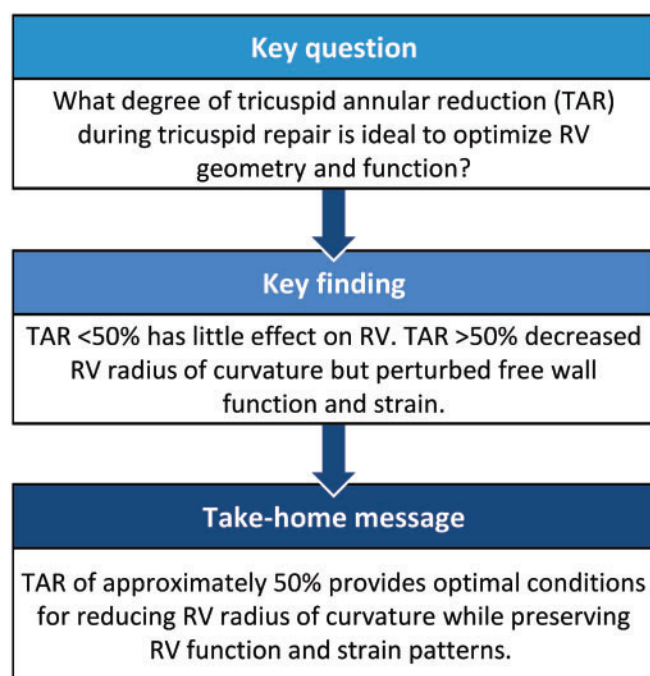 Key question
What degree of tricuspid annular reduction (TAR)
during tricuspid repair is ideal to optimize RV
geometry and function?
Key finding
TAR <50% has little effect on RV. TAR >50% decreased
RV radius of curvature but perturbed free wall
function and strain.
Take-home message
TAR of approximately 50% provides optimal conditions
for reducing RV radius of curvature while preserving
RV function and strain patterns.